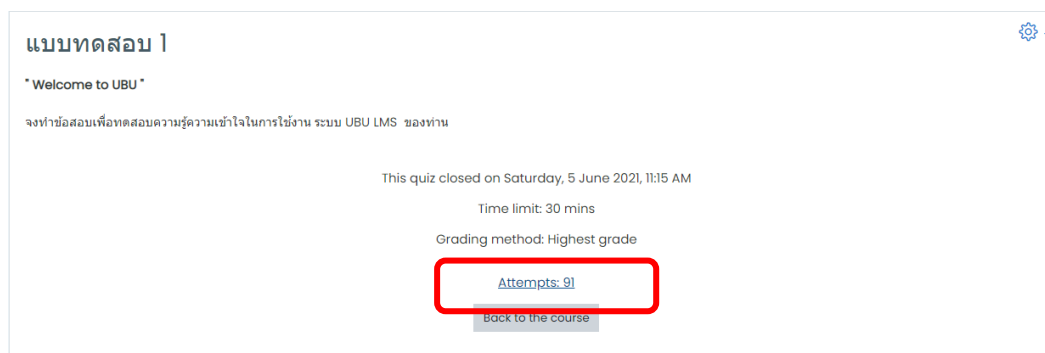 แบบทดสอบ 1
" Welcome to UBU "
จงทำข้อสอบเพื่อทดสอบความรู้ความเข้าใจในการใช้งาน ระบบ UBU LMS ของท่าน
This quiz closed on Saturday, 5 June 2021, 11:15 AM
Time limit: 30 mins
Grading method: Highest grade
Attempts: 91
Back to the course